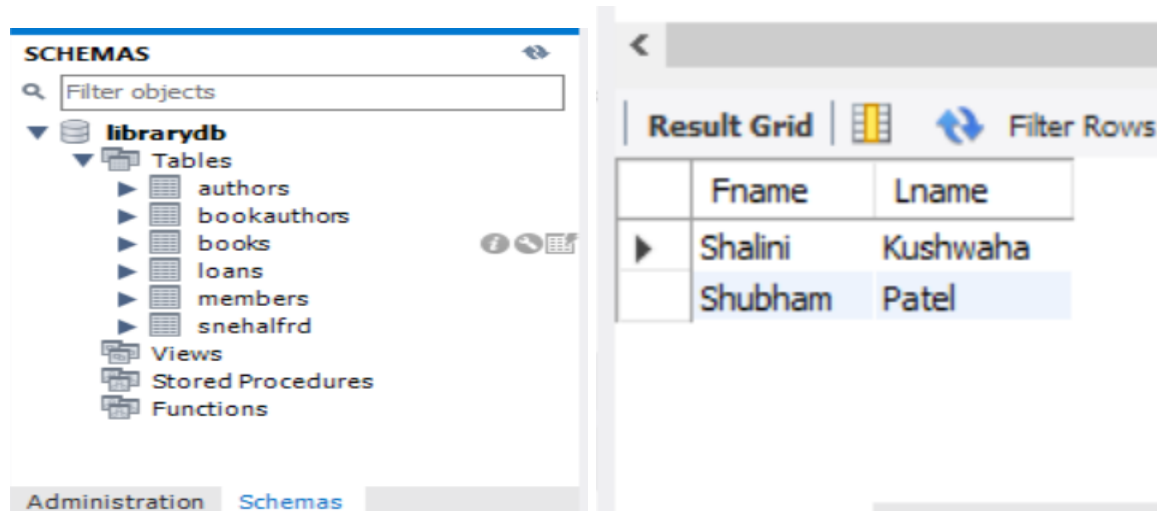 SCHEMAS
Filter objects
librarydb
Tables
authors
bookauthors
books
loans
members
snehalfrd
Views
Stored Procedures
Functions
Administration Schemas
Result Grid Filter Rows
Fname Lname
Shalini Kushwaha
Shubham Patel